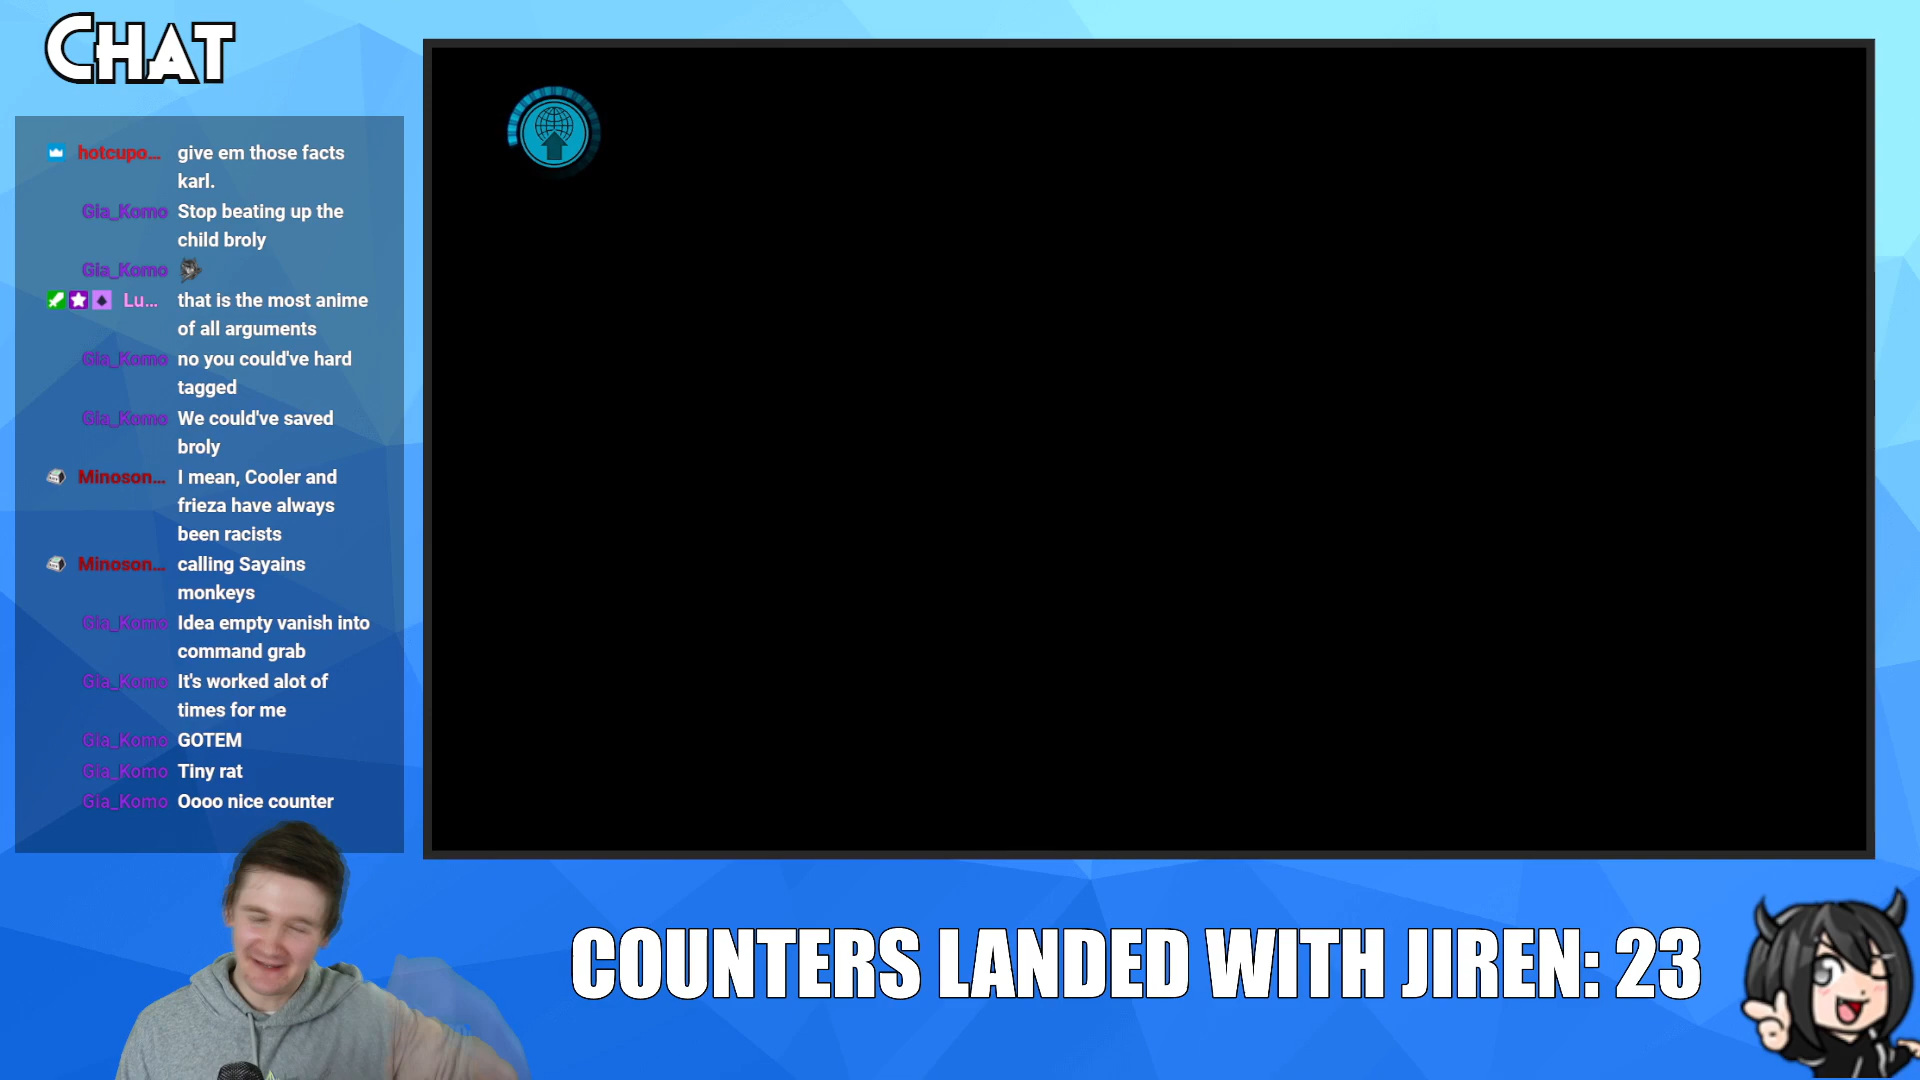 CHAT
hotcupo... give em those facts
karl.
Gia_Komo Stop beating up the
child broly
Gia_Komo
Lu... that is the most anime
of all arguments
Gia_Komo no you could've hard
tagged
Gia_Komo We could've saved
broly
Minoson... I mean, Cooler and
frieza have always
been racists
Minoson... calling Sayains
monkeys
Gia_Komo Idea empty vanish into
command grab
Gia_Komo It's worked alot of
times for me
Gia_Komo GOTEM
Gia_Komo Tiny rat
Gia_Komo Oooo nice counter
COUNTERS LANDED WITH JIREN: 23